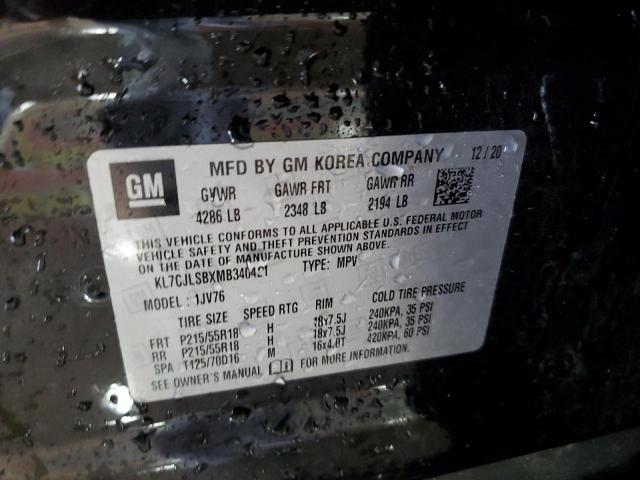 GM
MFD BY GM KOREA COMPANY 12/20
GVWR GAWR FRT GAWR RR
4286 LB 2348 LB 2194 LB
THIS VEHICLE CONFORMS TO ALL APPLICABLE U.S. FEDERAL MOTOR
VEHICLE SAFETY AND THEFT PREVENTION STANDARDS IN EFFECT ON THE
DATE OF MANUFACTURE SHOWN ABOVE.
TYPE: MPV
MODEL: 1JV76
TIRE SIZE SPEED RTG RIM COLD TIRE PRESSURE
FRT P215/55R18 H 18x7.5J 240KPA, 35 PSI
RR P215/55R18 H 18x7.5J 240KPA, 35 PSI
SPA T125/70D16 M 16x4.0T 420KPA, 60 PSI
SEE OWNER'S MANUAL FOR MORE INFORMATION.